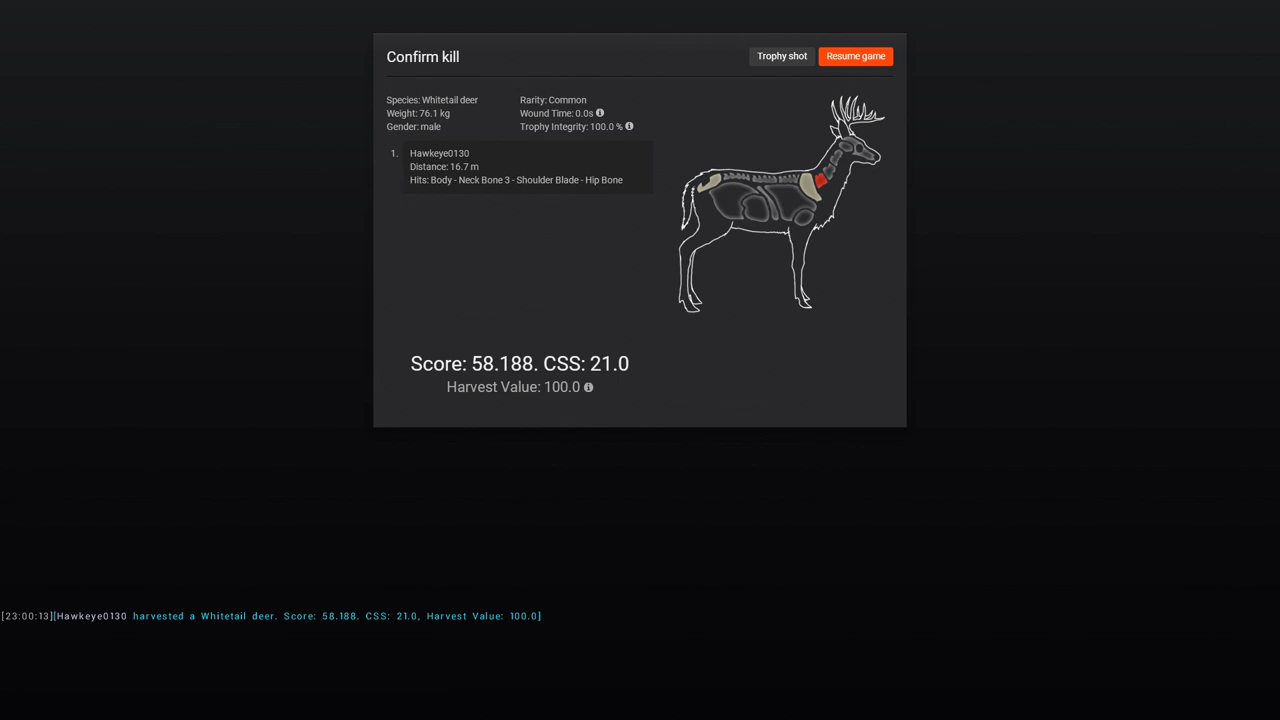 Confirm kill
Trophy shot
Resume game
Species: Whitetail deer
Weight: 76.1 kg
Gender: male
Rarity: Common
Wound Time: 0.0s
Trophy Integrity: 100.0 %
1. Hawkeye0130
Distance: 16.7 m
Hits: Body - Neck Bone 3 - Shoulder Blade - Hip Bone
Score: 58.188. CSS: 21.0
Harvest Value: 100.0
[23:00:13][Hawkeye0130 harvested a Whitetail deer. Score: 58.188. CSS: 21.0, Harvest Value: 100.0]